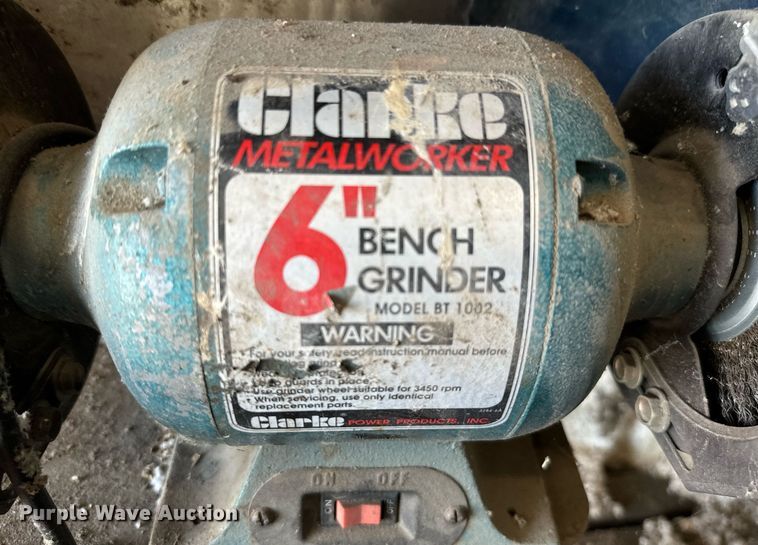 Clarke
METALWORKER
6"
BENCH
GRINDER
MODEL BT 1002
WARNING
• For your safety, read instruction manual before
guards in place.
Use grinder wheel suitable for 3450 rpm
• When servicing, use only identical
replacement parts.
Clarke POWER PRODUCTS, INC
ON OFF
Purple Wave Auction